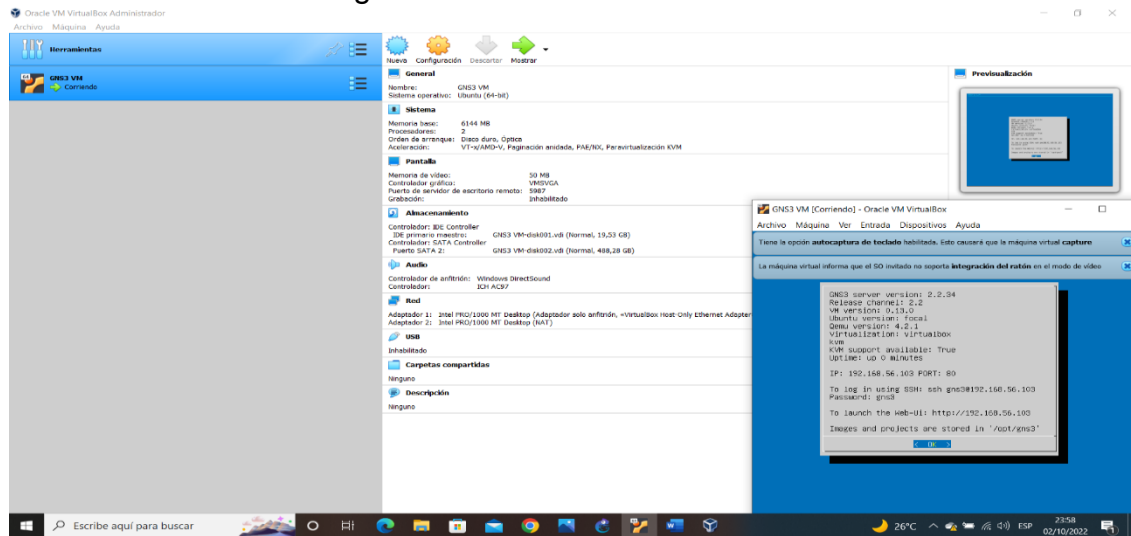 Oracle VM VirtualBox Administrador
Archivo Máquina Ayuda
Herramientas
GNS3 VM
Corriendo
Nueva Configuración Descartar Mostrar
General
Nombre: GNS3 VM
Sistema operativo: Ubuntu (64-bit)
Sistema
Memoria base: 6144 MB
Procesadores: 2
Orden de arranque: Disco duro, Óptica
Aceleración: VT-x/AMD-V, Paginación anidada, PAE/NX, Paravirtualización KVM
Pantalla
Memoria de vídeo: 50 MB
Controlador gráfico: VMSVGA
Puerto de servidor de escritorio remoto: 5987
Grabación: Inhabilitado
Almacenamiento
Controlador: IDE Controller
IDE primario maestro: GNS3 VM-disk001.vdi (Normal, 19,53 GB)
Controlador: SATA Controller
Puerto SATA 2: GNS3 VM-disk002.vdi (Normal, 488,28 GB)
Audio
Controlador de anfitrión: Windows DirectSound
Controlador: ICH AC97
Red
Adaptador 1: Intel PRO/1000 MT Desktop (Adaptador solo anfitrión, «VirtualBox Host-Only Ethernet Adapter
Adaptador 2: Intel PRO/1000 MT Desktop (NAT)
USB
Inhabilitado
Carpetas compartidas
Ninguno
Descripción
Ninguno
Previsualización
GNS3 VM [Corriendo] - Oracle VM VirtualBox
Archivo Máquina Ver Entrada Dispositivos Ayuda
Tiene la opción autocaptura de teclado habilitada. Esto causará que la máquina virtual capture
La máquina virtual informa que el SO invitado no soporta integración del ratón en el modo de video
GNS3 server version: 2.2.34
Release channel: 2.2
VM version: 0.13.0
Ubuntu version: focal
Qemu version: 4.2.1
Virtualization: virtualbox
kvm
KVM support available: True
Uptime: up 0 minutes
IP: 192.168.56.103 PORT: 80
To log in using SSH: ssh gns3@192.168.56.103
Password: gns3
To launch the Web-Ui: http://192.168.56.103
Images and projects are stored in '/opt/gns3'
< OK >
Escribe aquí para buscar
26°C
ESP
23:58
02/10/2022